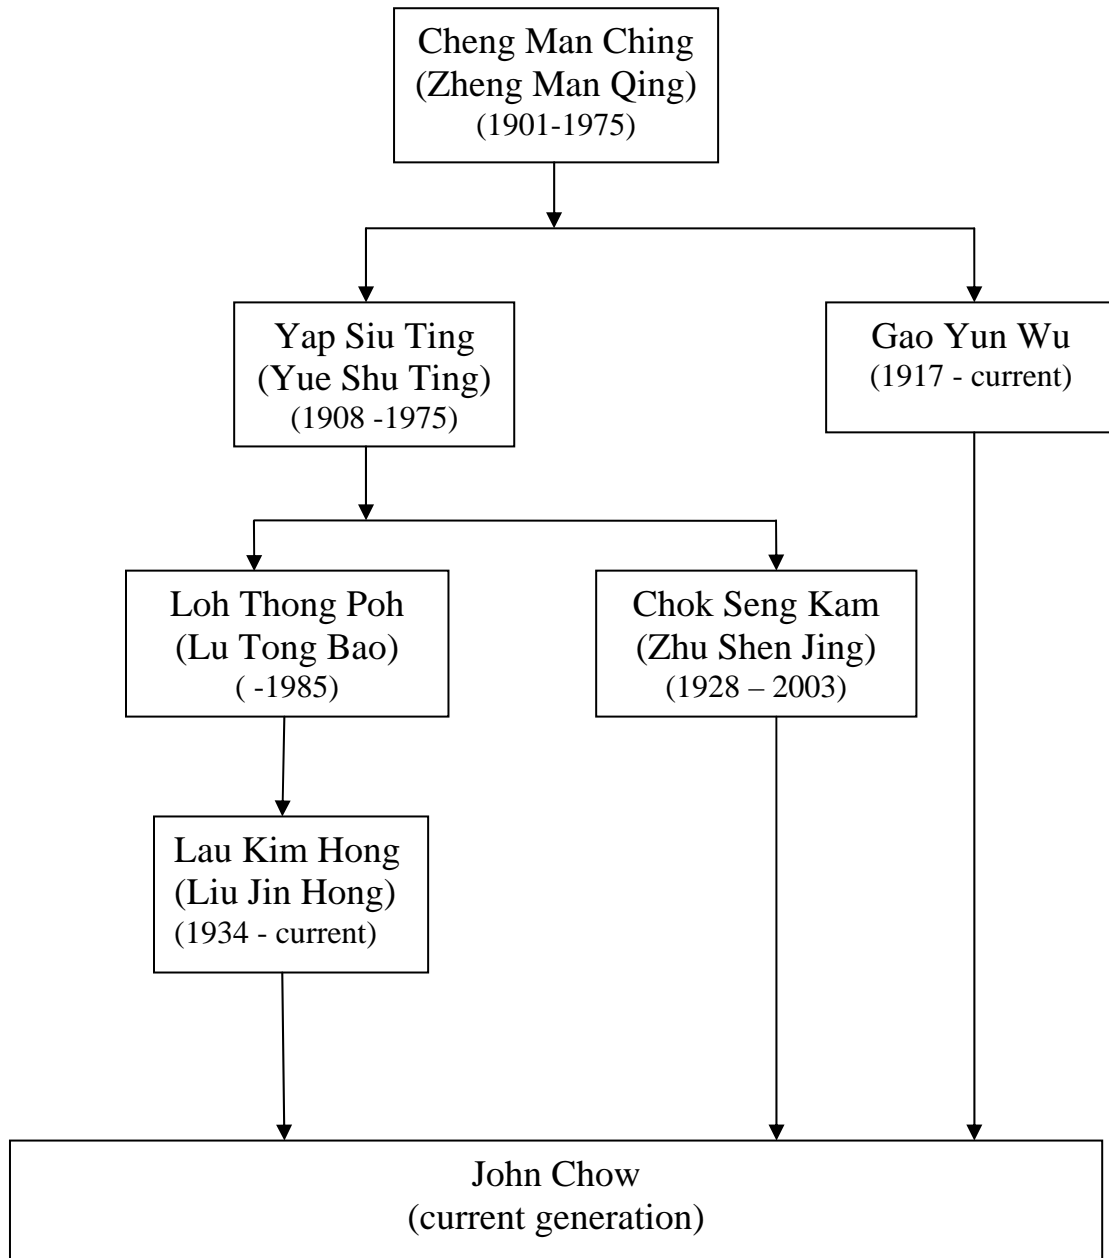 Cheng Man Ching
(Zheng Man Qing)
(1901-1975)
Yap Siu Ting
(Yue Shu Ting)
(1908 -1975)
Gao Yun Wu
(1917 - current)
Loh Thong Poh
(Lu Tong Bao)
( -1985)
Chok Seng Kam
(Zhu Shen Jing)
(1928 – 2003)
Lau Kim Hong
(Liu Jin Hong)
(1934 - current)
John Chow
(current generation)